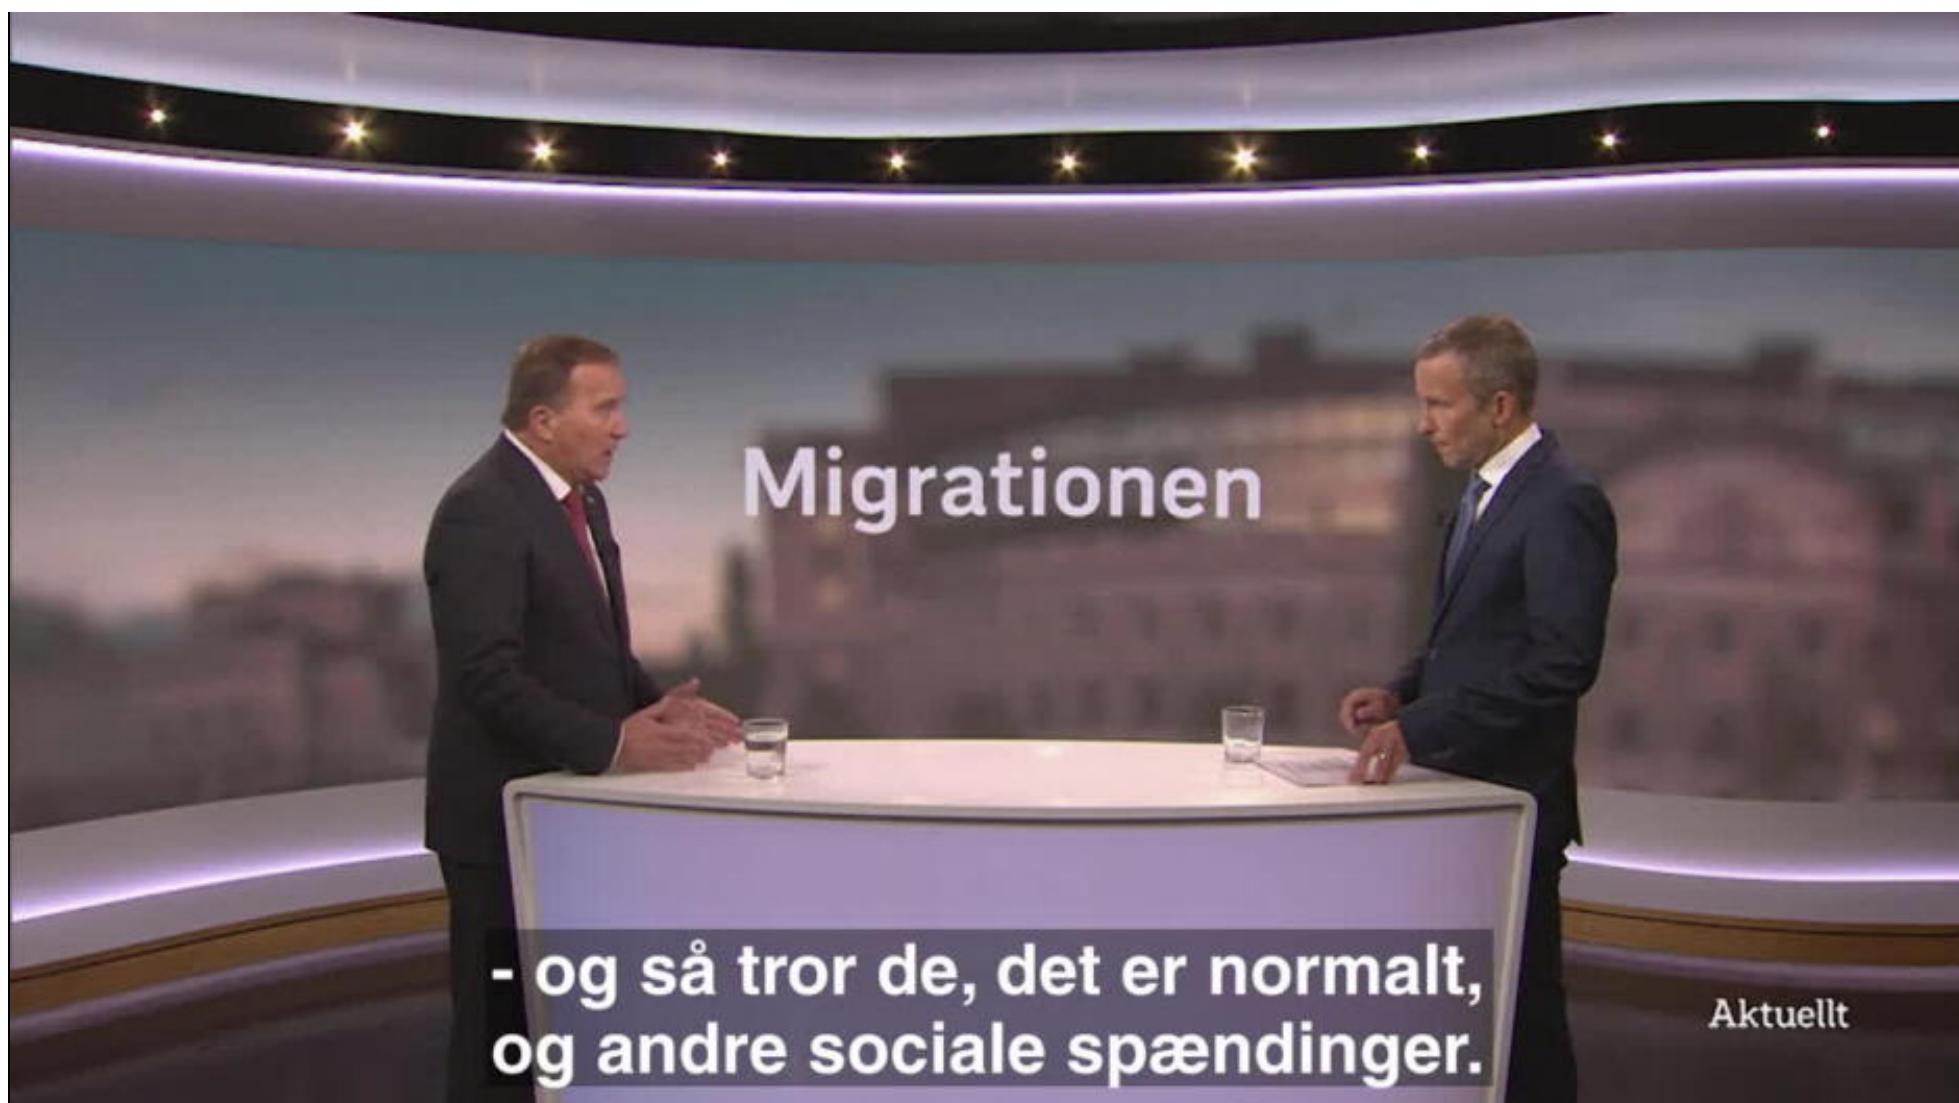 Migrationen
- og så tror de, det er normalt,
og andre sociale spændinger.
Aktuellt